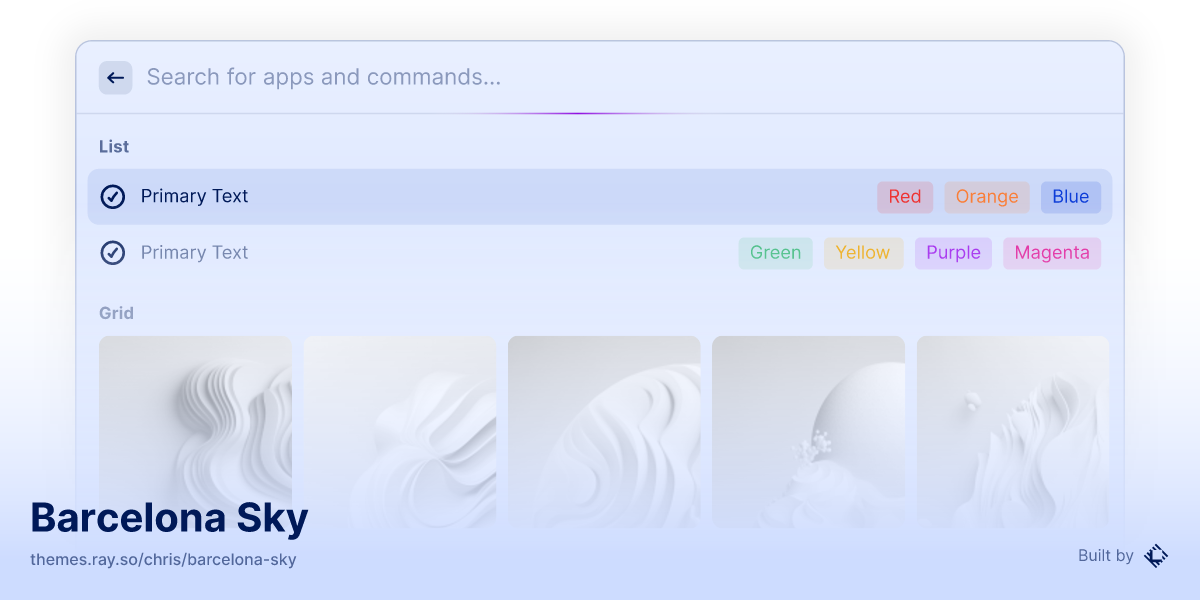 Search for apps and commands...
List
Primary Text Red Orange Blue
Primary Text Green Yellow Purple Magenta
Grid
Barcelona Sky
themes.ray.so/chris/barcelona-sky
Built by